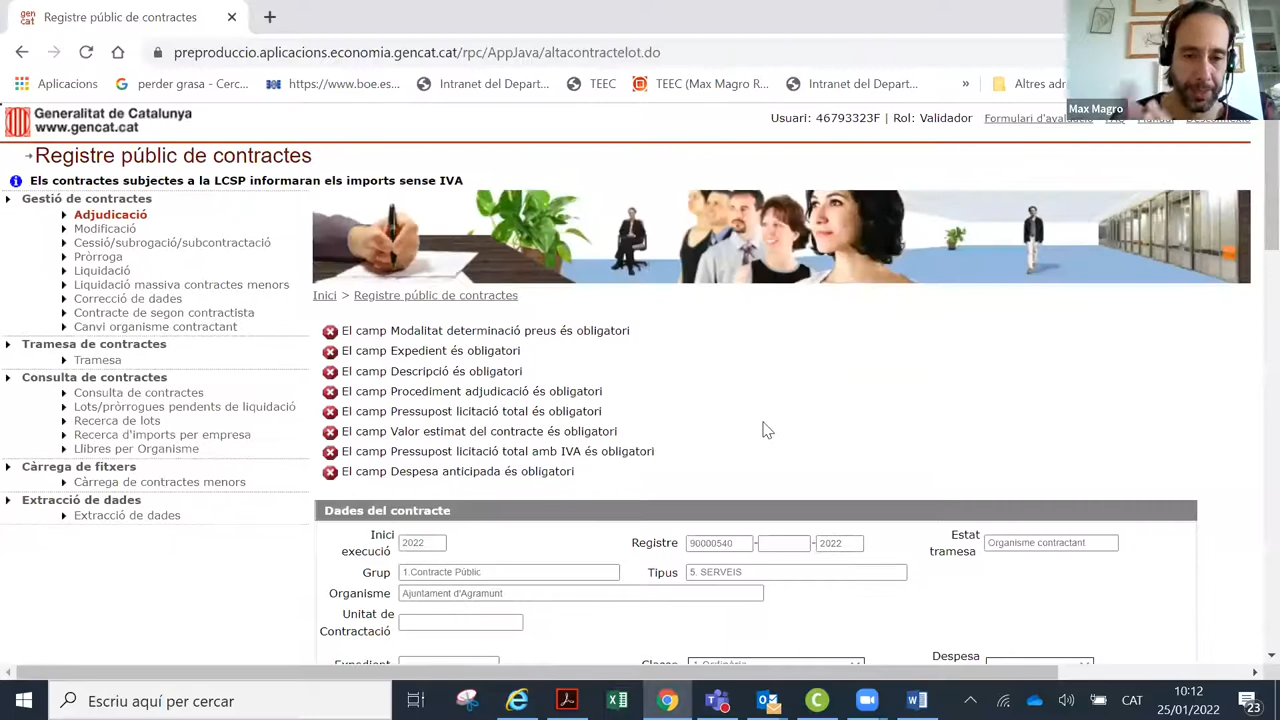 Registre públic de contractes
preproduccio.aplicacions.economia.gencat.cat/rpc/AppJava/altacontractelot.do
Aplicacions
perder grasa - Cerc...
https://www.boe.es...
Intranet del Depart...
TEEC
TEEC (Max Magro R...
Intranet del Depart...
»
Altres adr
Max Magro
Generalitat de Catalunya
www.gencat.cat
Usuari: 46793323F | Rol: Validador
Formulari d'avaluació
FAQ
Manual
Desconnexió
Registre públic de contractes
Els contractes subjectes a la LCSP informaran els imports sense IVA
Gestió de contractes
Adjudicació
Modificació
Cessió/subrogació/subcontractació
Pròrroga
Liquidació
Liquidació massiva contractes menors
Correcció de dades
Contracte de segon contractista
Canvi organisme contractant
Tramesa de contractes
Tramesa
Consulta de contractes
Consulta de contractes
Lots/pròrrogues pendents de liquidació
Recerca de lots
Recerca d'imports per empresa
Llibres per Organisme
Càrrega de fitxers
Càrrega de contractes menors
Extracció de dades
Extracció de dades
Inici > Registre públic de contractes
El camp Modalitat determinació preus és obligatori
El camp Expedient és obligatori
El camp Descripció és obligatori
El camp Procediment adjudicació és obligatori
El camp Pressupost licitació total és obligatori
El camp Valor estimat del contracte és obligatori
El camp Pressupost licitació total amb IVA és obligatori
El camp Despesa anticipada és obligatori
Dades del contracte
Inici execució 2022
Registre 90000540 - - 2022
Estat tramesa Organisme contractant
Grup 1.Contracte Públic
Tipus 5. SERVEIS
Organisme Ajuntament d'Agramunt
Unitat de Contractació
Expedient
Classe 1.Ordinària
Despesa
Escriu aquí per cercar
CAT
10:12
25/01/2022
23